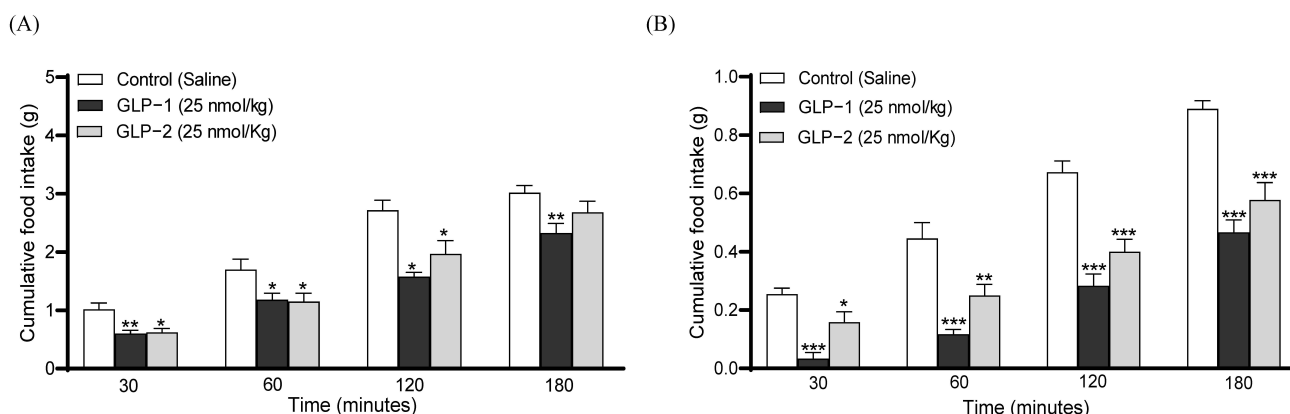 (A)
Cumulative food intake (g)
5
4
3
2
1
0
Control (Saline)
GLP−1 (25 nmol/kg)
GLP−2 (25 nmol/Kg)
** *
* *
* *
**
30 60 120 180
Time (minutes)
(B)
Cumulative food intake (g)
1.0
0.8
0.6
0.4
0.2
0.0
Control (Saline)
GLP−1 (25 nmol/kg)
GLP−2 (25 nmol/Kg)
*** *
*** **
*** ***
*** ***
30 60 120 180
Time (minutes)